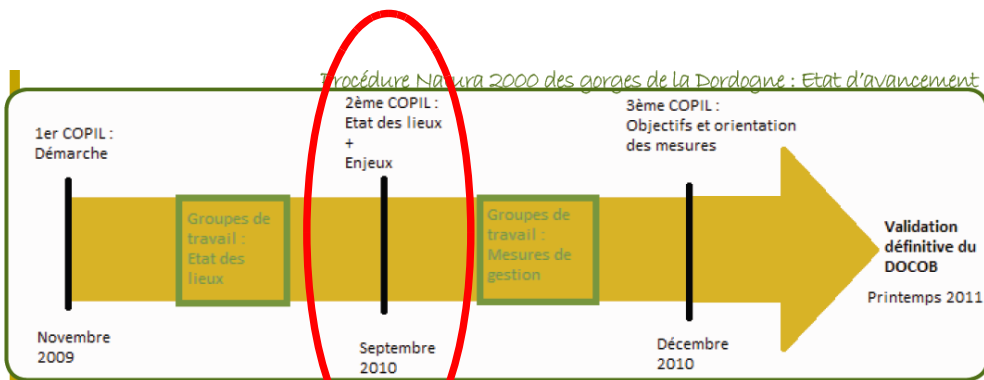 Procédure Natura 2000 des gorges de la Dordogne : Etat d'avancement
1er COPIL :
Démarche
2ème COPIL :
Etat des lieux
+
Enjeux
3ème COPIL :
Objectifs et orientation
des mesures
Groupes de
travail :
Etat des
lieux
Groupes de
travail :
Mesures de
gestion
Validation
définitive du
DOCOB
Printemps 2011
Novembre
2009
Septembre
2010
Décembre
2010